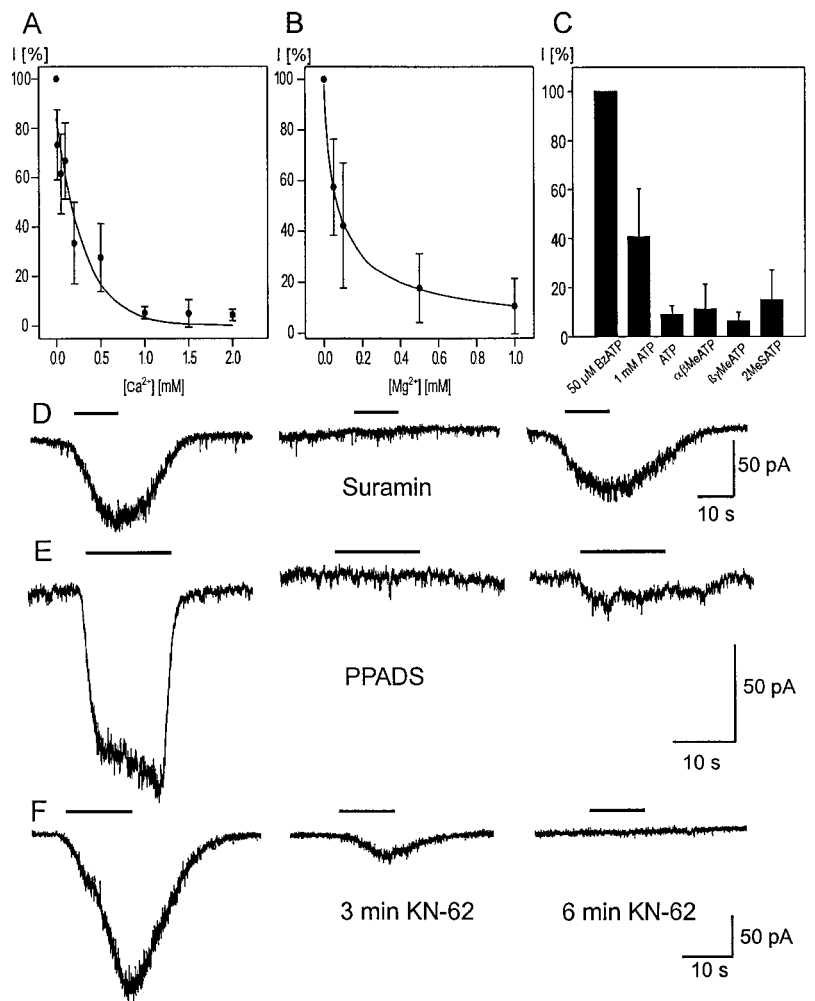 A
B
C
I [%]
I [%]
I [%]
100
80
60
40
20
0
0.0
0.5
1.0
1.5
2.0
[Ca²⁺] [mM]
100
80
60
40
20
0
0.0
0.2
0.4
0.6
0.8
1.0
[Mg²⁺] [mM]
100
80
60
40
20
0
50 µM BzATP
1 mM ATP
ATP
αβMeATP
βγMeATP
2MeSATP
D
Suramin
50 pA
10 s
E
PPADS
50 pA
10 s
F
3 min KN-62
6 min KN-62
50 pA
10 s